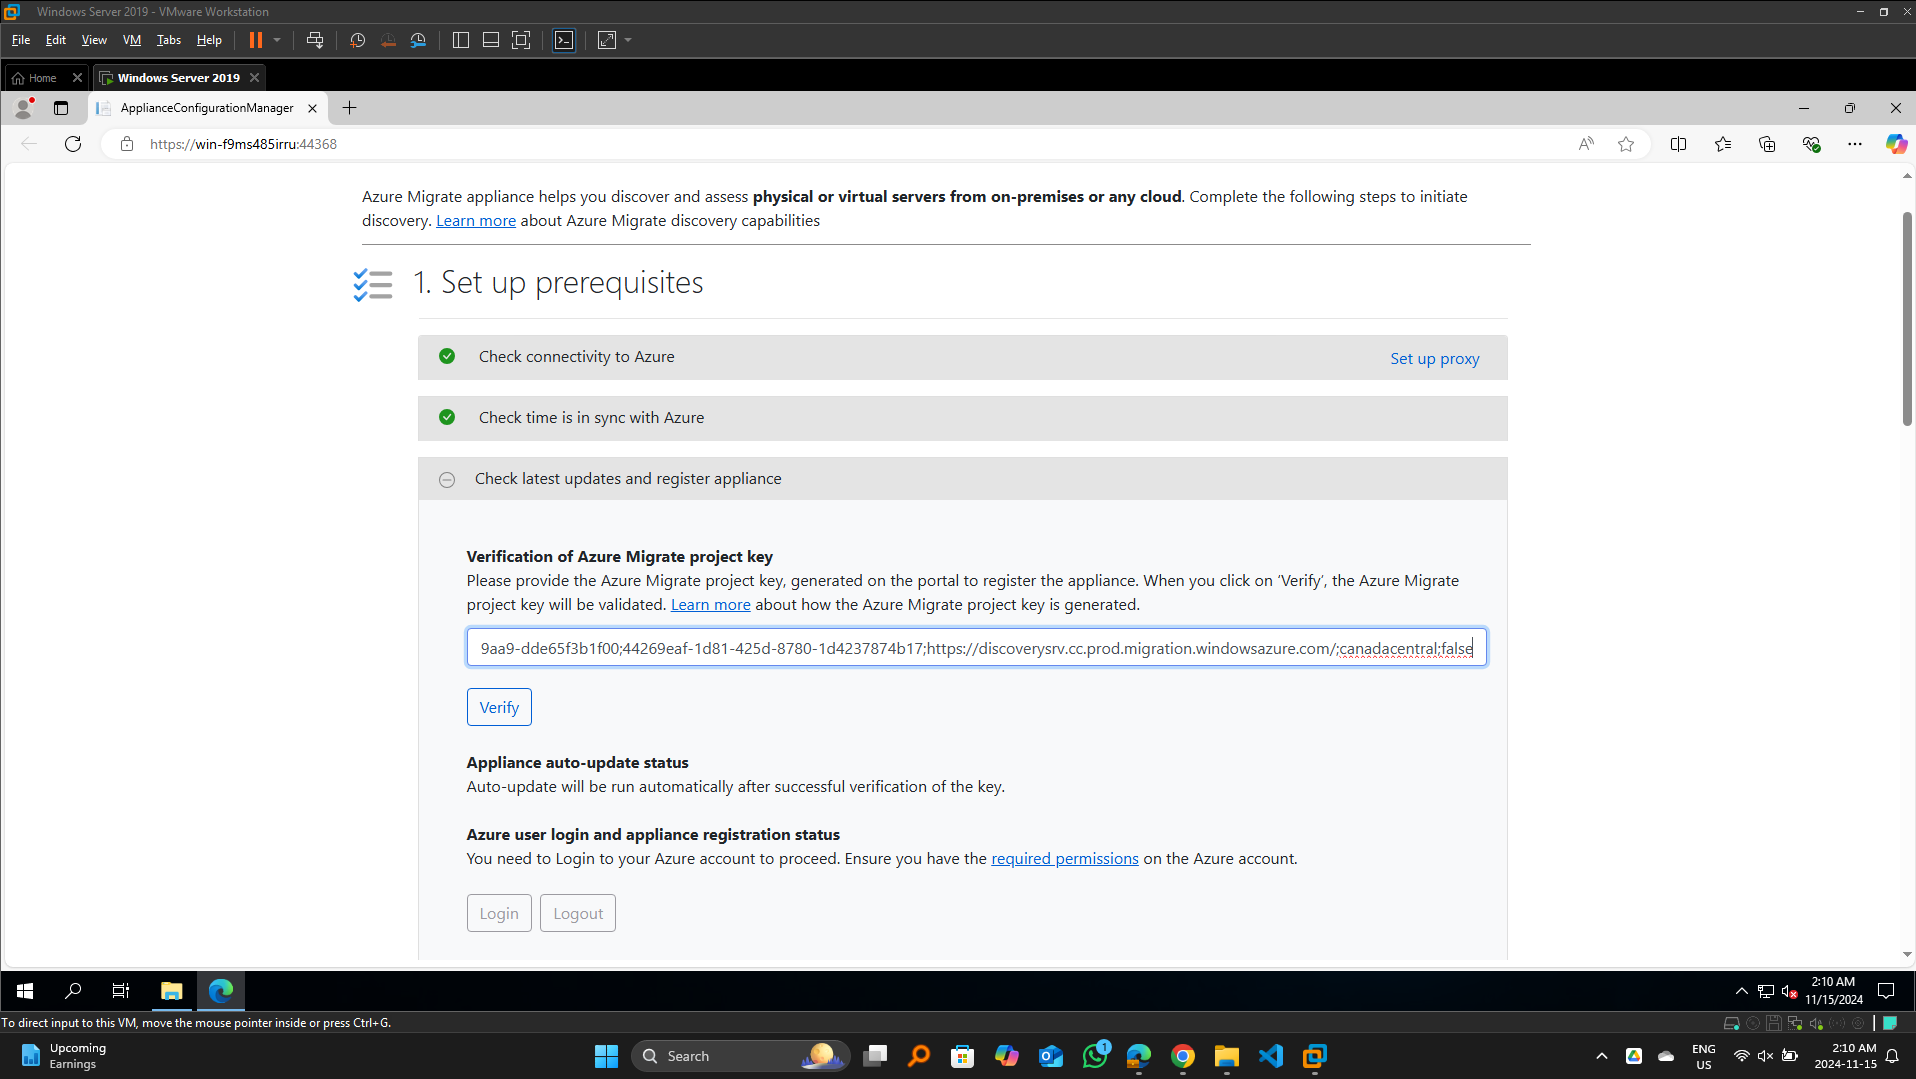 Windows Server 2019 - VMware Workstation
File Edit View VM Tabs Help
Home
Windows Server 2019
ApplianceConfigurationManager
https://win-f9ms485irru:44368
Azure Migrate appliance helps you discover and assess physical or virtual servers from on-premises or any cloud. Complete the following steps to initiate
discovery. Learn more about Azure Migrate discovery capabilities
1. Set up prerequisites
Check connectivity to Azure
Set up proxy
Check time is in sync with Azure
Check latest updates and register appliance
Verification of Azure Migrate project key
Please provide the Azure Migrate project key, generated on the portal to register the appliance. When you click on ‘Verify’, the Azure Migrate
project key will be validated. Learn more about how the Azure Migrate project key is generated.
9aa9-dde65f3b1f00;44269eaf-1d81-425d-8780-1d4237874b17;https://discoverysrv.cc.prod.migration.windowsazure.com/;canadacentral;false
Verify
Appliance auto-update status
Auto-update will be run automatically after successful verification of the key.
Azure user login and appliance registration status
You need to Login to your Azure account to proceed. Ensure you have the required permissions on the Azure account.
Login Logout
2:10 AM
11/15/2024
To direct input to this VM, move the mouse pointer inside or press Ctrl+G.
Upcoming
Earnings
Search
1
ENG
US
2:10 AM
2024-11-15